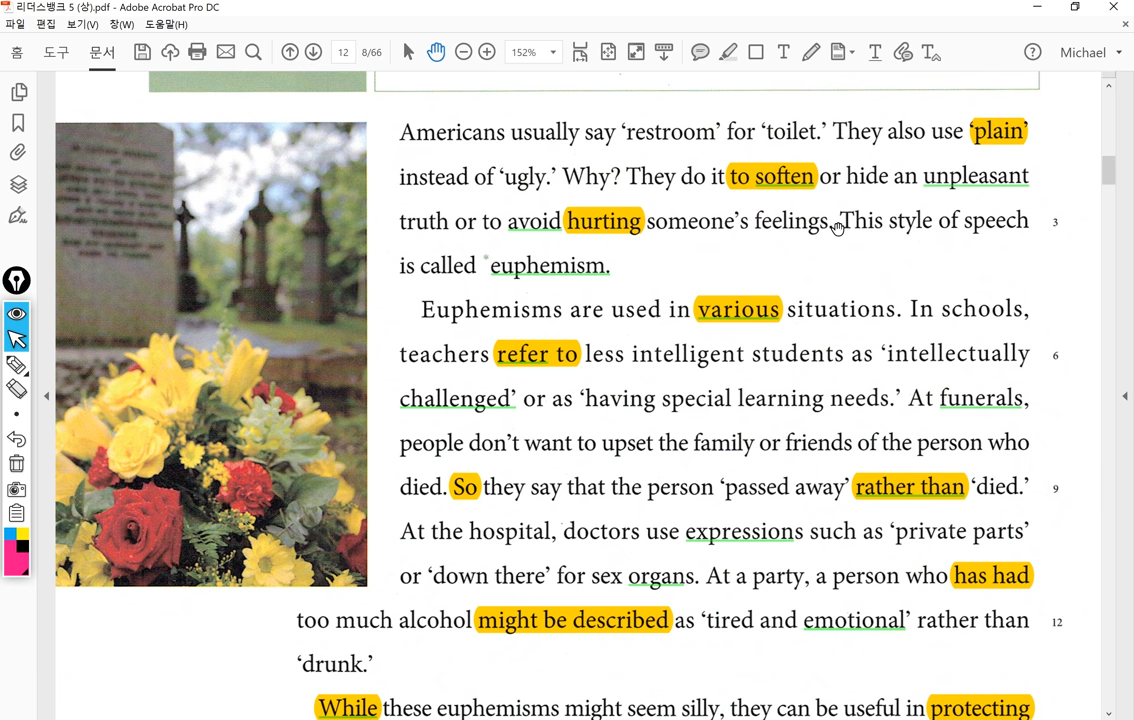 리더스뱅크 5 (상).pdf - Adobe Acrobat Pro DC
파일 편집 보기(V) 창(W) 도움말(H)
홈 도구 문서 12 8/66 152% Michael
Americans usually say ‘restroom’ for ‘toilet.’ They also use ‘plain’
instead of ‘ugly.’ Why? They do it to soften or hide an unpleasant
truth or to avoid hurting someone’s feelings. This style of speech 3
is called *euphemism.
Euphemisms are used in various situations. In schools,
teachers refer to less intelligent students as ‘intellectually 6
challenged’ or as ‘having special learning needs.’ At funerals,
people don’t want to upset the family or friends of the person who
died. So they say that the person ‘passed away’ rather than ‘died.’ 9
At the hospital, doctors use expressions such as ‘private parts’
or ‘down there’ for sex organs. At a party, a person who has had
too much alcohol might be described as ‘tired and emotional’ rather than 12
‘drunk.’
While these euphemisms might seem silly, they can be useful in protecting